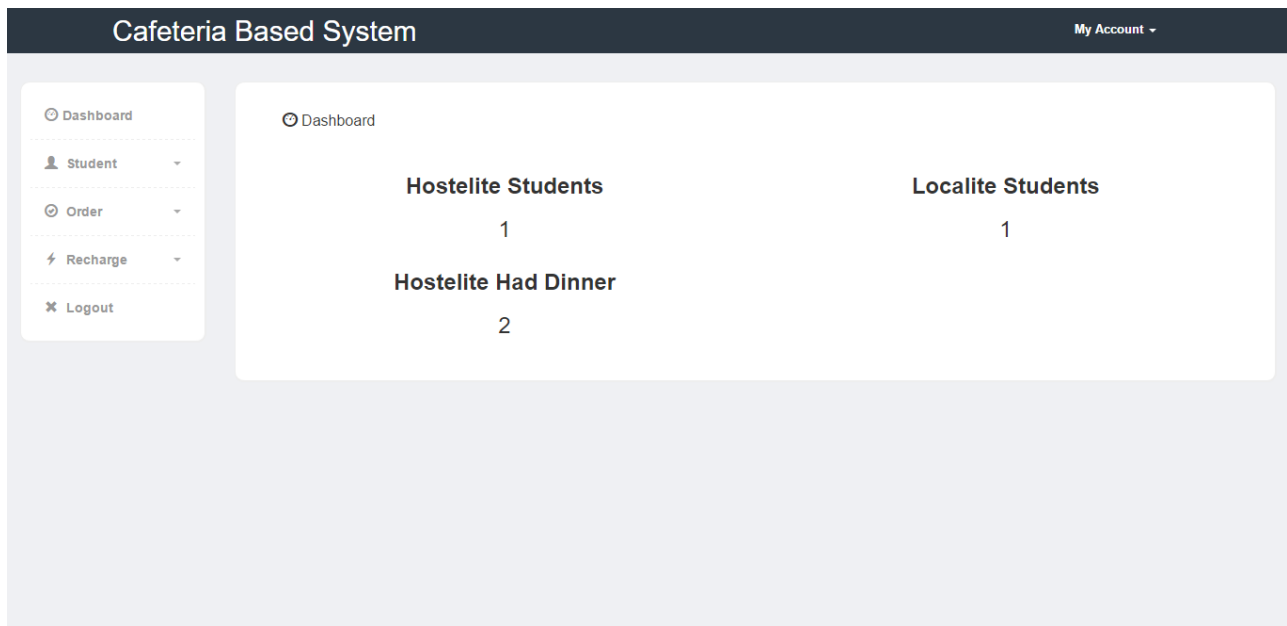 Cafeteria Based System
My Account
Dashboard
Student
Order
Recharge
Logout
Dashboard
Hostelite Students
1
Localite Students
1
Hostelite Had Dinner
2